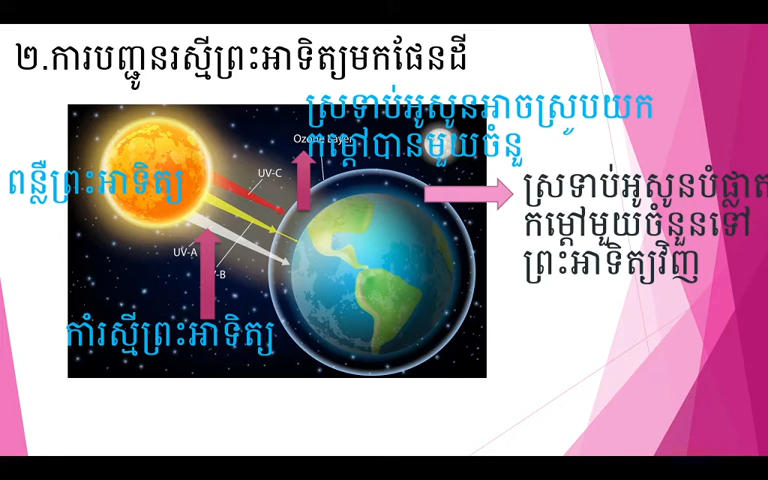 ២.ការបញ្ជូនរស្មីព្រះអាទិត្យមកផែនដី
ស្រទាប់អូសូនអាចស្រូបយក
កម្ដៅបានមួយចំនួ
Ozone Layer
UV-C
ពន្លឺព្រះអាទិត្យ
ស្រទាប់អូសូនបំផ្លាត
កម្ដៅមួយចំនួនទៅ
ព្រះអាទិត្យវិញ
UV-A
-B
កាំរស្មីព្រះអាទិត្ស